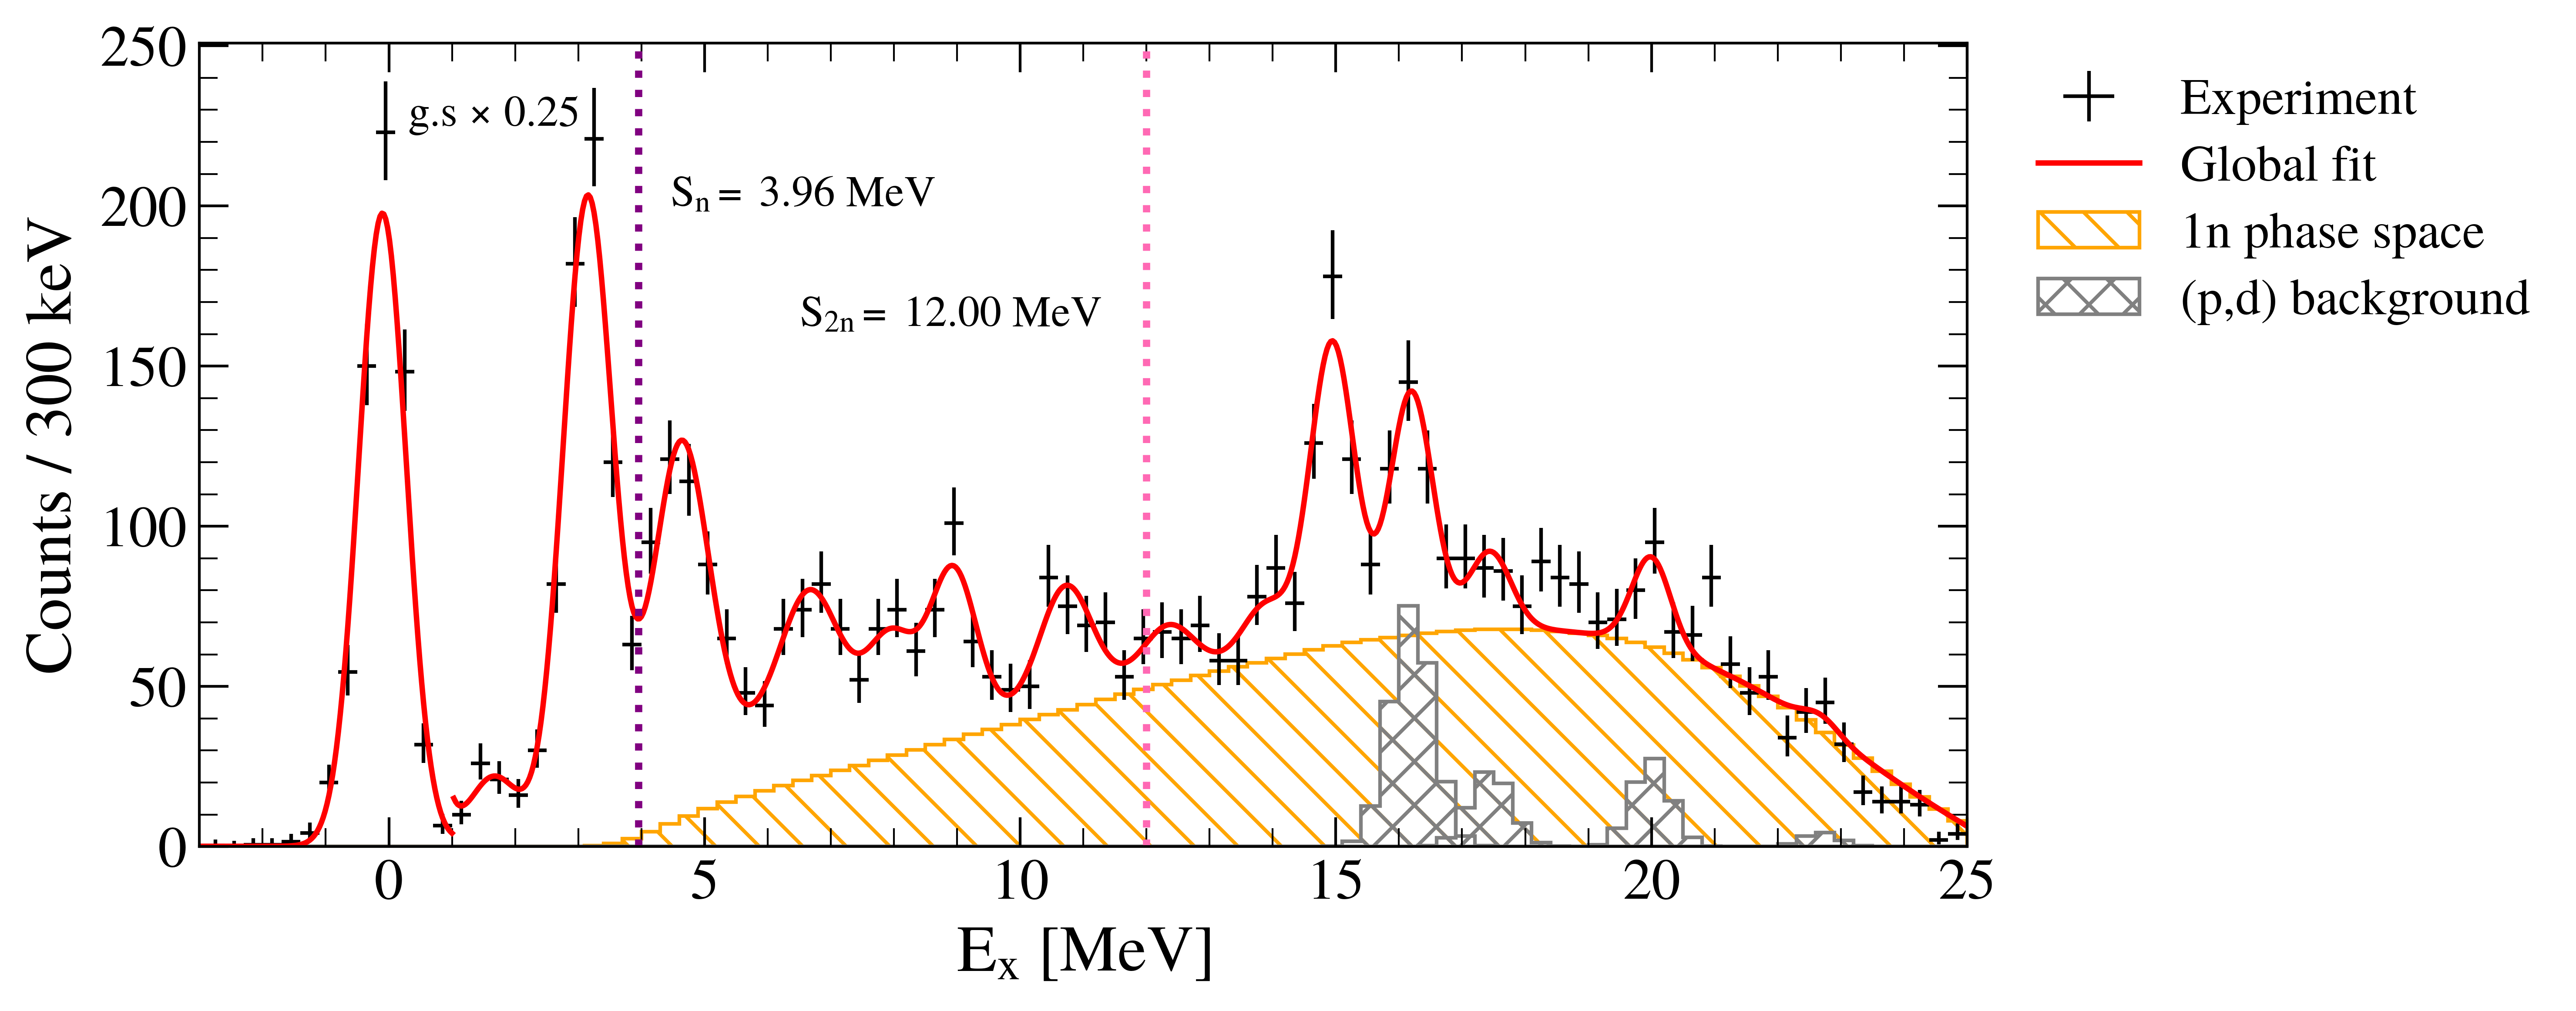 250
200
150
100
50
0
Counts / 300 keV
g.s × 0.25
Sn = 3.96 MeV
S2n = 12.00 MeV
0 5 10 15 20 25
Ex [MeV]
Experiment
Global fit
1n phase space
(p,d) background